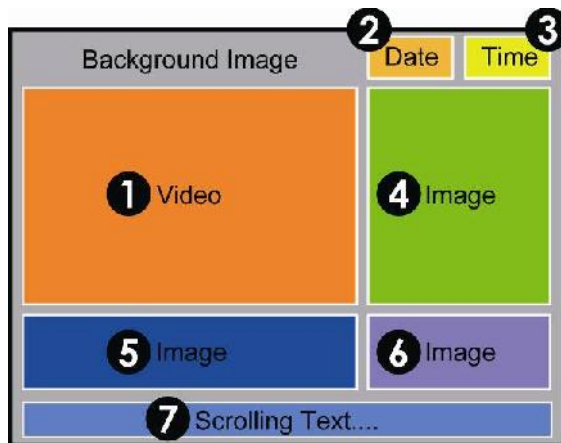 2 3
Background Image Date Time
1 Video 4 Image
5 Image 6 Image
7 Scrolling Text....